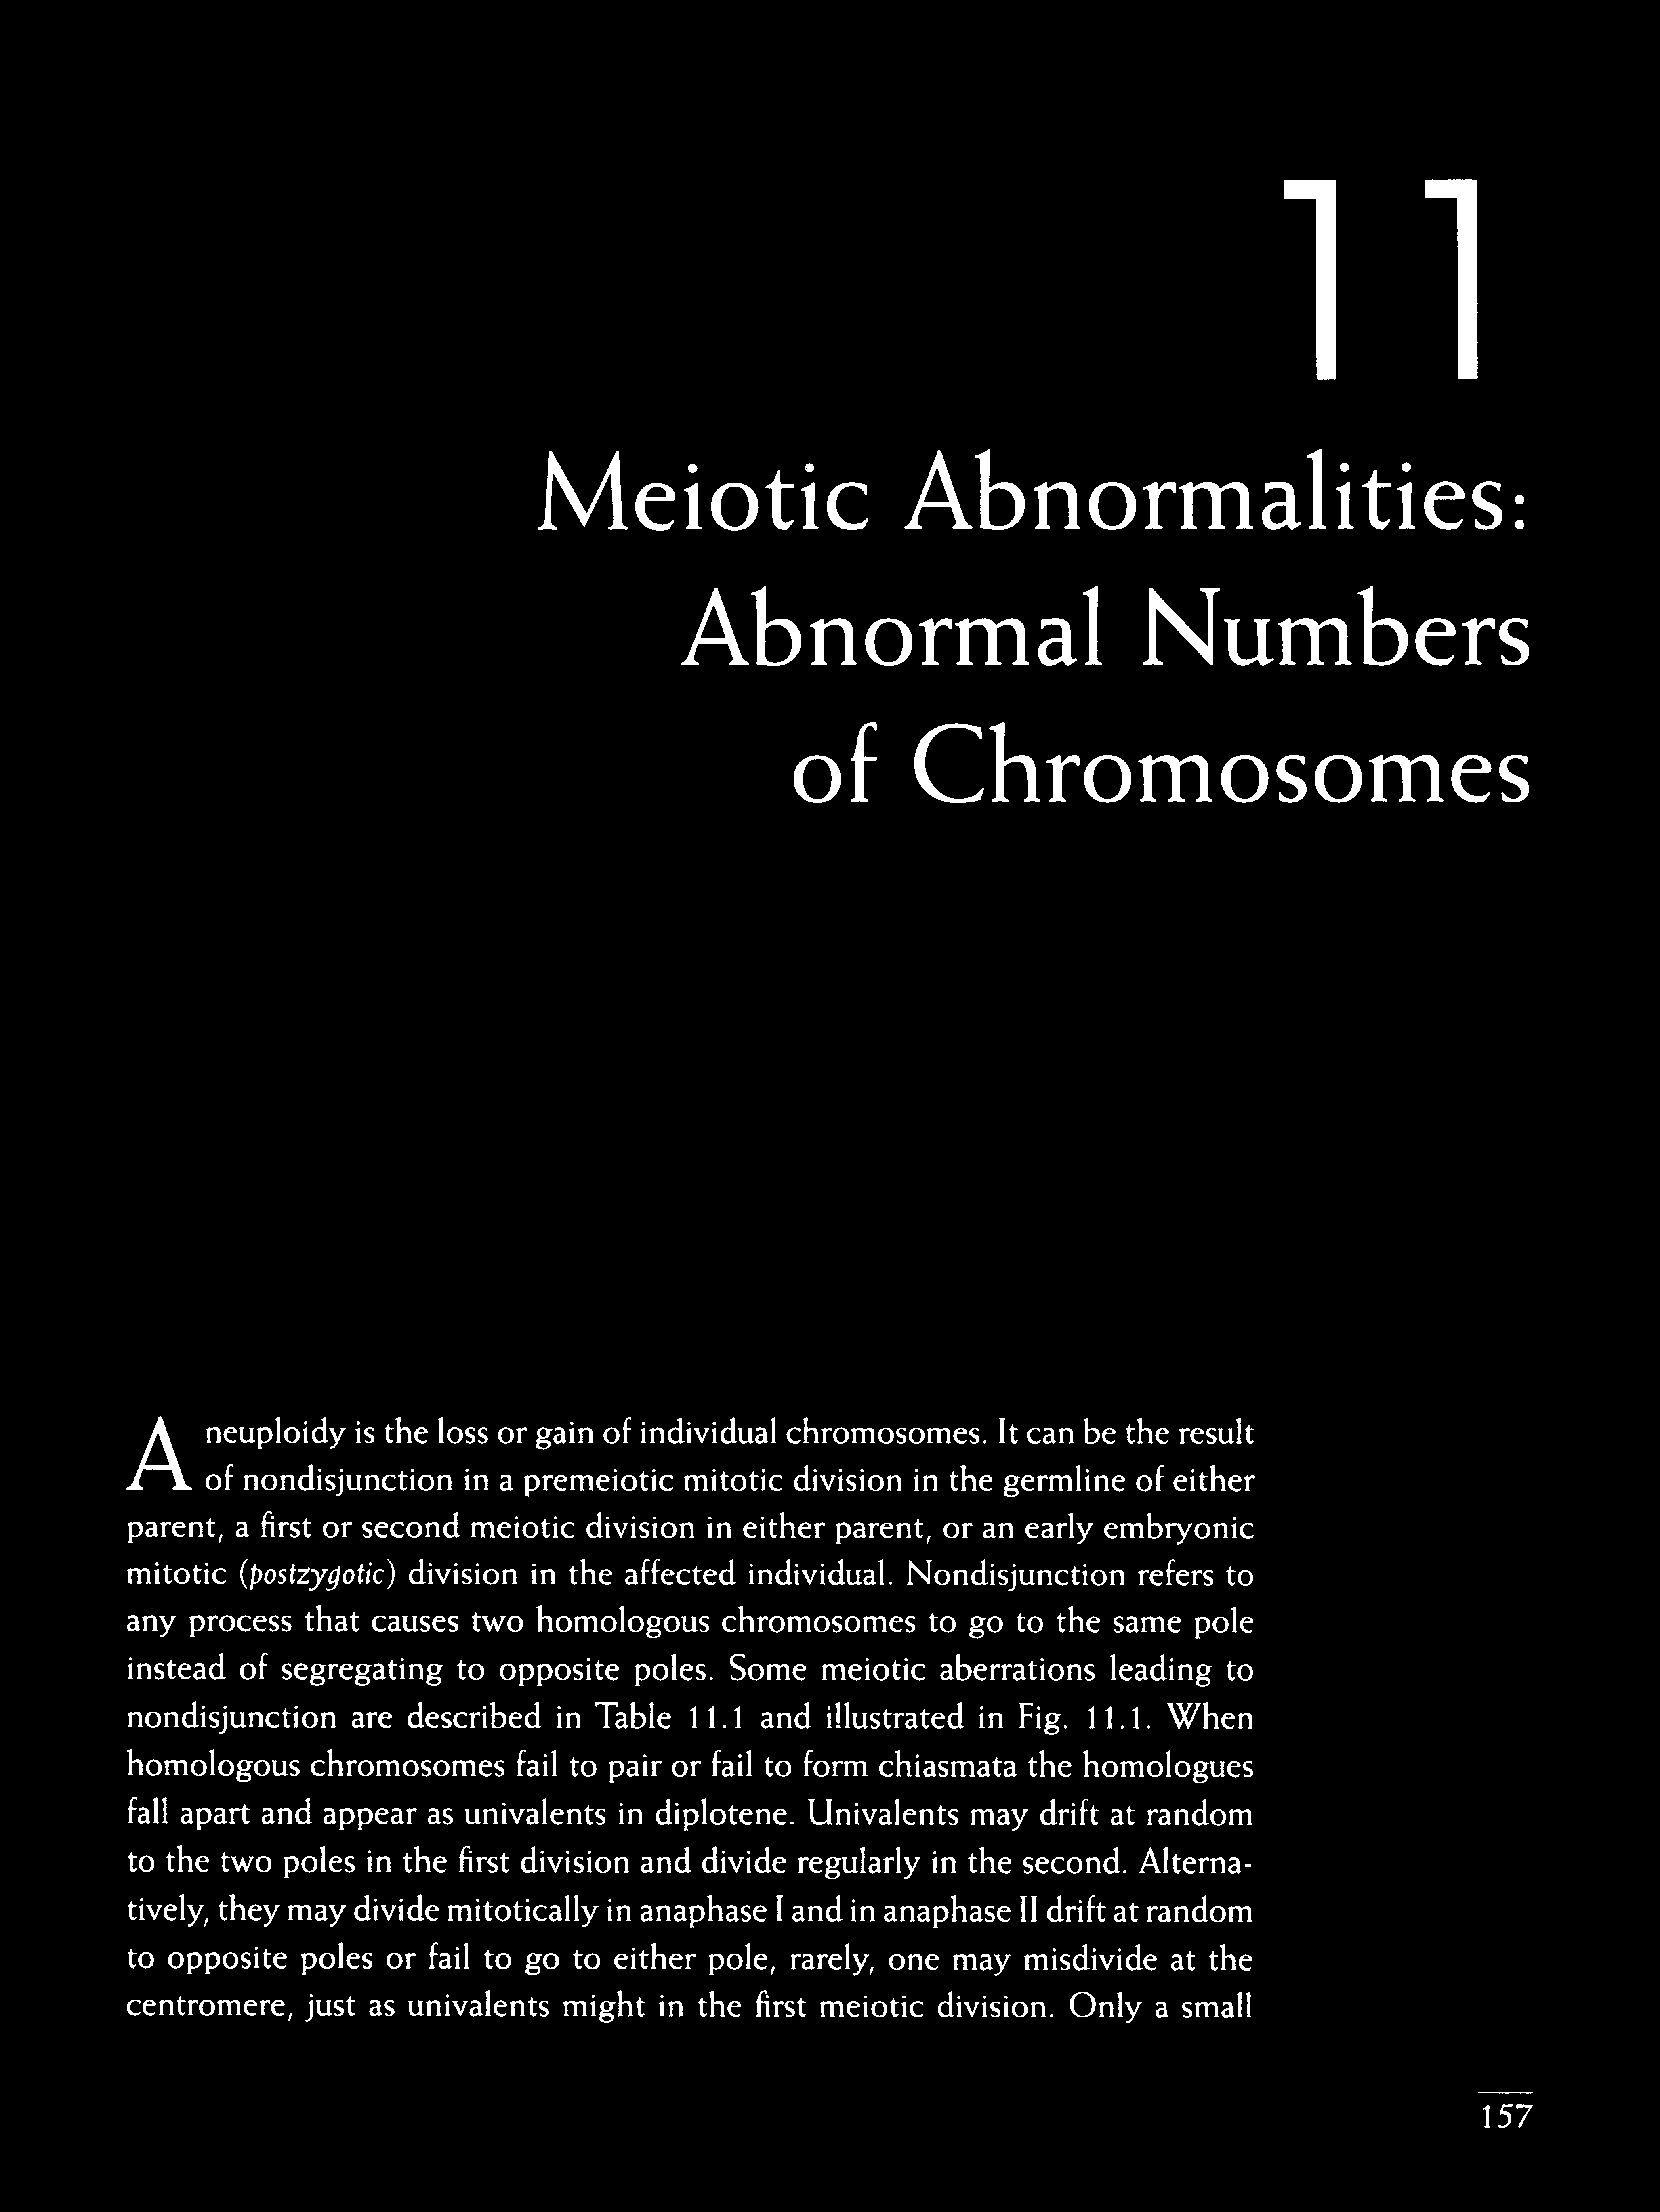 11
Meiotic Abnormalities:
Abnormal Numbers
of Chromosomes
Aneuploidy is the loss or gain of individual chromosomes. It can be the result
of nondisjunction in a premeiotic mitotic division in the germline of either
parent, a first or second meiotic division in either parent, or an early embryonic
mitotic (postzygotic) division in the affected individual. Nondisjunction refers to
any process that causes two homologous chromosomes to go to the same pole
instead of segregating to opposite poles. Some meiotic aberrations leading to
nondisjunction are described in Table 11.1 and illustrated in Fig. 11.1. When
homologous chromosomes fail to pair or fail to form chiasmata the homologues
fall apart and appear as univalents in diplotene. Univalents may drift at random
to the two poles in the first division and divide regularly in the second. Alterna-
tively, they may divide mitotically in anaphase I and in anaphase II drift at random
to opposite poles or fail to go to either pole, rarely, one may misdivide at the
centromere, just as univalents might in the first meiotic division. Only a small
157